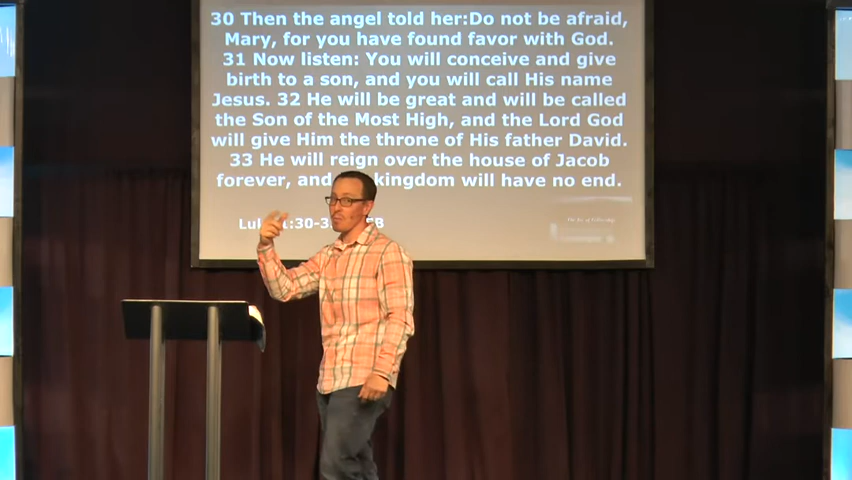 30 Then the angel told her:Do not be afraid,
Mary, for you have found favor with God.
31 Now listen: You will conceive and give
birth to a son, and you will call His name
Jesus. 32 He will be great and will be called
the Son of the Most High, and the Lord God
will give Him the throne of His father David.
33 He will reign over the house of Jacob
forever, and kingdom will have no end.